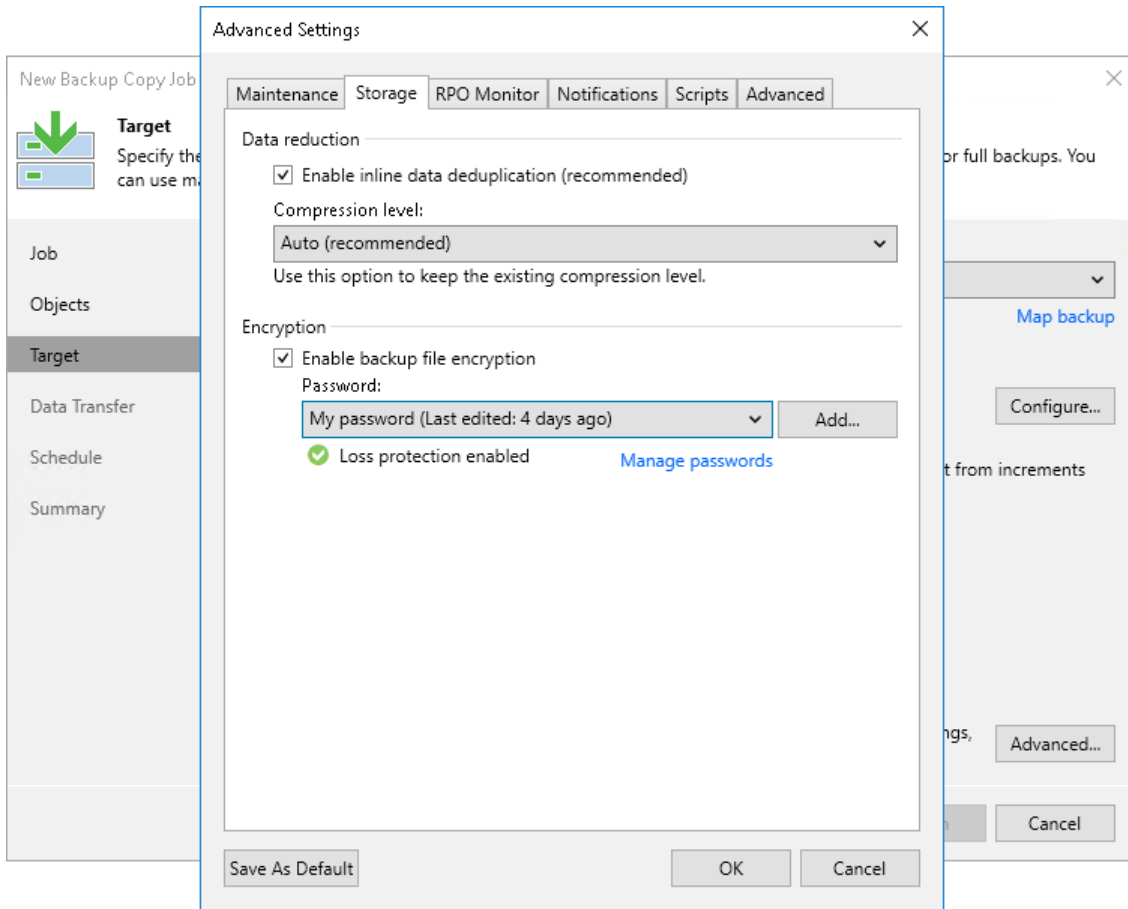 Advanced Settings
New Backup Copy Job
Target
Specify the
or full backups. You
can use
Maintenance
Storage
RPO Monitor
Notifications
Scripts
Advanced
Data reduction
Enable inline data deduplication (recommended)
Compression level:
Auto (recommended)
Use this option to keep the existing compression level.
Encryption
Enable backup file encryption
Password:
My password (Last edited: 4 days ago)
Add...
Loss protection enabled
Manage passwords
Save As Default
OK
Cancel
Job
Objects
Target
Data Transfer
Schedule
Summary
Map backup
Configure...
from increments
Advanced...
Cancel